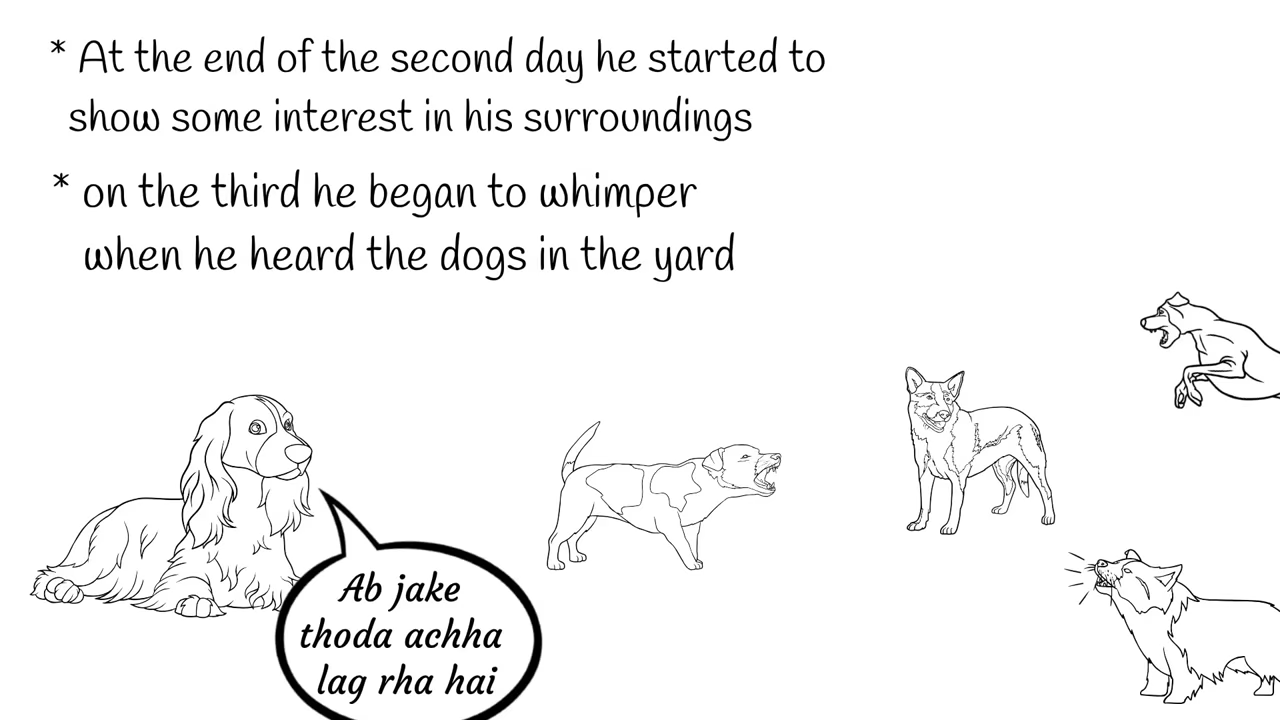 * At the end of the second day he started to
show some interest in his surroundings
* on the third he began to whimper
when he heard the dogs in the yard
Ab jake
thoda achha
lag rha hai